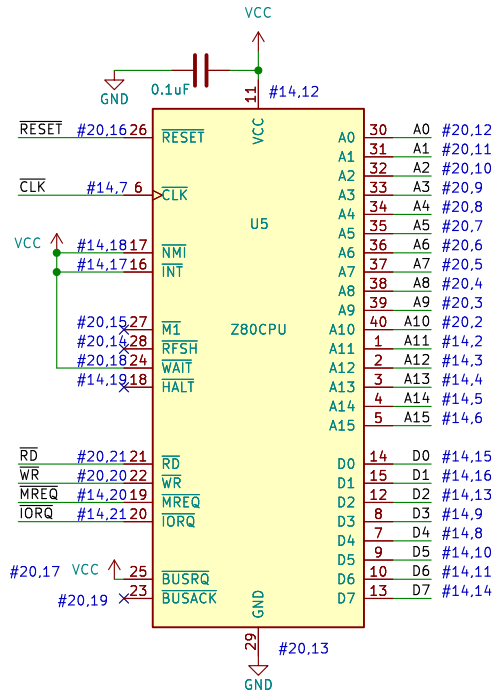 VCC
0.1uF
GND
11 #14,12
VCC
RESET #20,16 26 RESET
A0 30 A0 #20,12
A1 31 A1 #20,11
A2 32 A2 #20,10
CLK #14,7 6 CLK
A3 33 A3 #20,9
A4 34 A4 #20,8
U5
A5 35 A5 #20,7
VCC #14,18 17 NMI
A6 36 A6 #20,6
#14,17 16 INT
A7 37 A7 #20,5
A8 38 A8 #20,4
A9 39 A9 #20,3
#20,15 27 M1
Z80CPU
A10 40 A10 #20,2
#20,14 28 RFSH
A11 1 A11 #14,2
#20,18 24 WAIT
A12 2 A12 #14,3
#14,19 18 HALT
A13 3 A13 #14,4
A14 4 A14 #14,5
A15 5 A15 #14,6
RD #20,21 21 RD
D0 14 D0 #14,15
WR #20,20 22 WR
D1 15 D1 #14,16
MREQ #14,20 19 MREQ
D2 12 D2 #14,13
IORQ #14,21 20 IORQ
D3 8 D3 #14,9
D4 7 D4 #14,8
D5 9 D5 #14,10
#20,17 VCC 25 BUSRQ
D6 10 D6 #14,11
#20,19 23 BUSACK
D7 13 D7 #14,14
GND
29 #20,13
GND